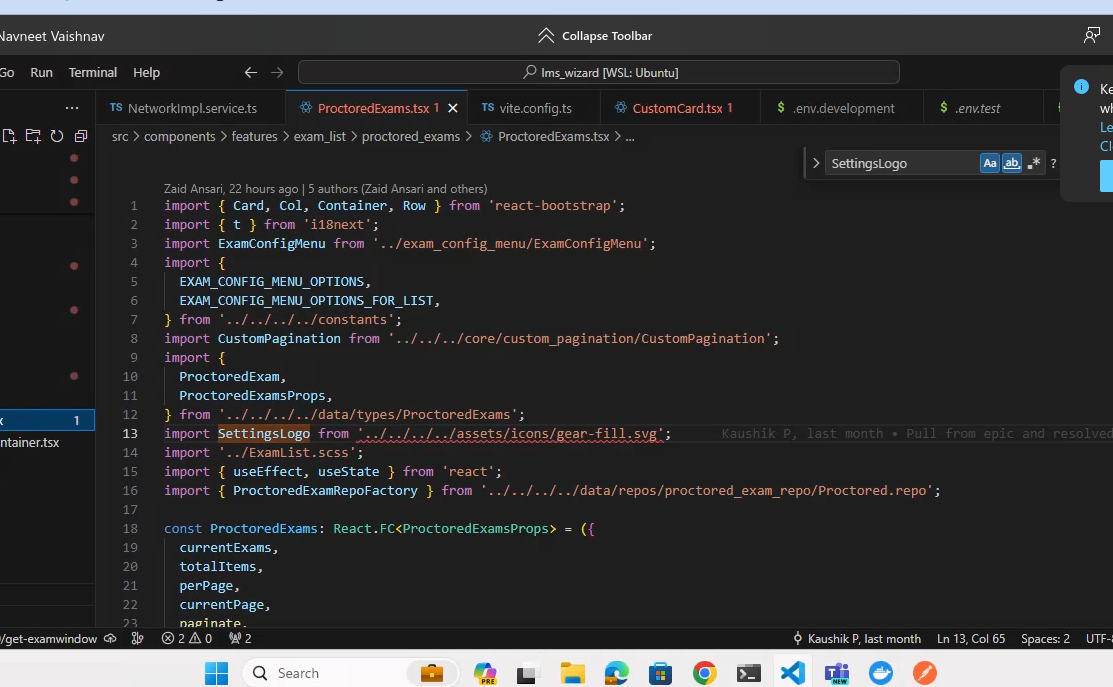 Navneet Vaishnav
Collapse Toolbar
Go Run Terminal Help
lms_wizard [WSL: Ubuntu]
TS NetworkImpl.service.ts
ProctoredExams.tsx 1
TS vite.config.ts
CustomCard.tsx 1
$ .env.development
$ .env.test
src > components > features > exam_list > proctored_exams > ProctoredExams.tsx > ...
SettingsLogo Aa ab .* ?
Zaid Ansari, 22 hours ago | 5 authors (Zaid Ansari and others)
1 import { Card, Col, Container, Row } from 'react-bootstrap';
2 import { t } from 'i18next';
3 import ExamConfigMenu from '../exam_config_menu/ExamConfigMenu';
4 import {
5 EXAM_CONFIG_MENU_OPTIONS,
6 EXAM_CONFIG_MENU_OPTIONS_FOR_LIST,
7 } from '../../../../constants';
8 import CustomPagination from '../../../core/custom_pagination/CustomPagination';
9 import {
10 ProctoredExam,
11 ProctoredExamsProps,
12 } from '../../../../data/types/ProctoredExams';
13 import SettingsLogo from '../../../../assets/icons/gear-fill.svg'; Kaushik P, last month • Pull from epic and resolved
14 import '../ExamList.scss';
15 import { useEffect, useState } from 'react';
16 import { ProctoredExamRepoFactory } from '../../../../data/repos/proctored_exam_repo/Proctored.repo';
17
18 const ProctoredExams: React.FC<ProctoredExamsProps> = ({
19 currentExams,
20 totalItems,
21 perPage,
22 currentPage,
23 paginate,
x 1
ntainer.tsx
Ke
wh
Le
Cl
/get-examwindow 2 0 2 Kaushik P, last month Ln 13, Col 65 Spaces: 2 UTF-8
Search
PRE
NEW